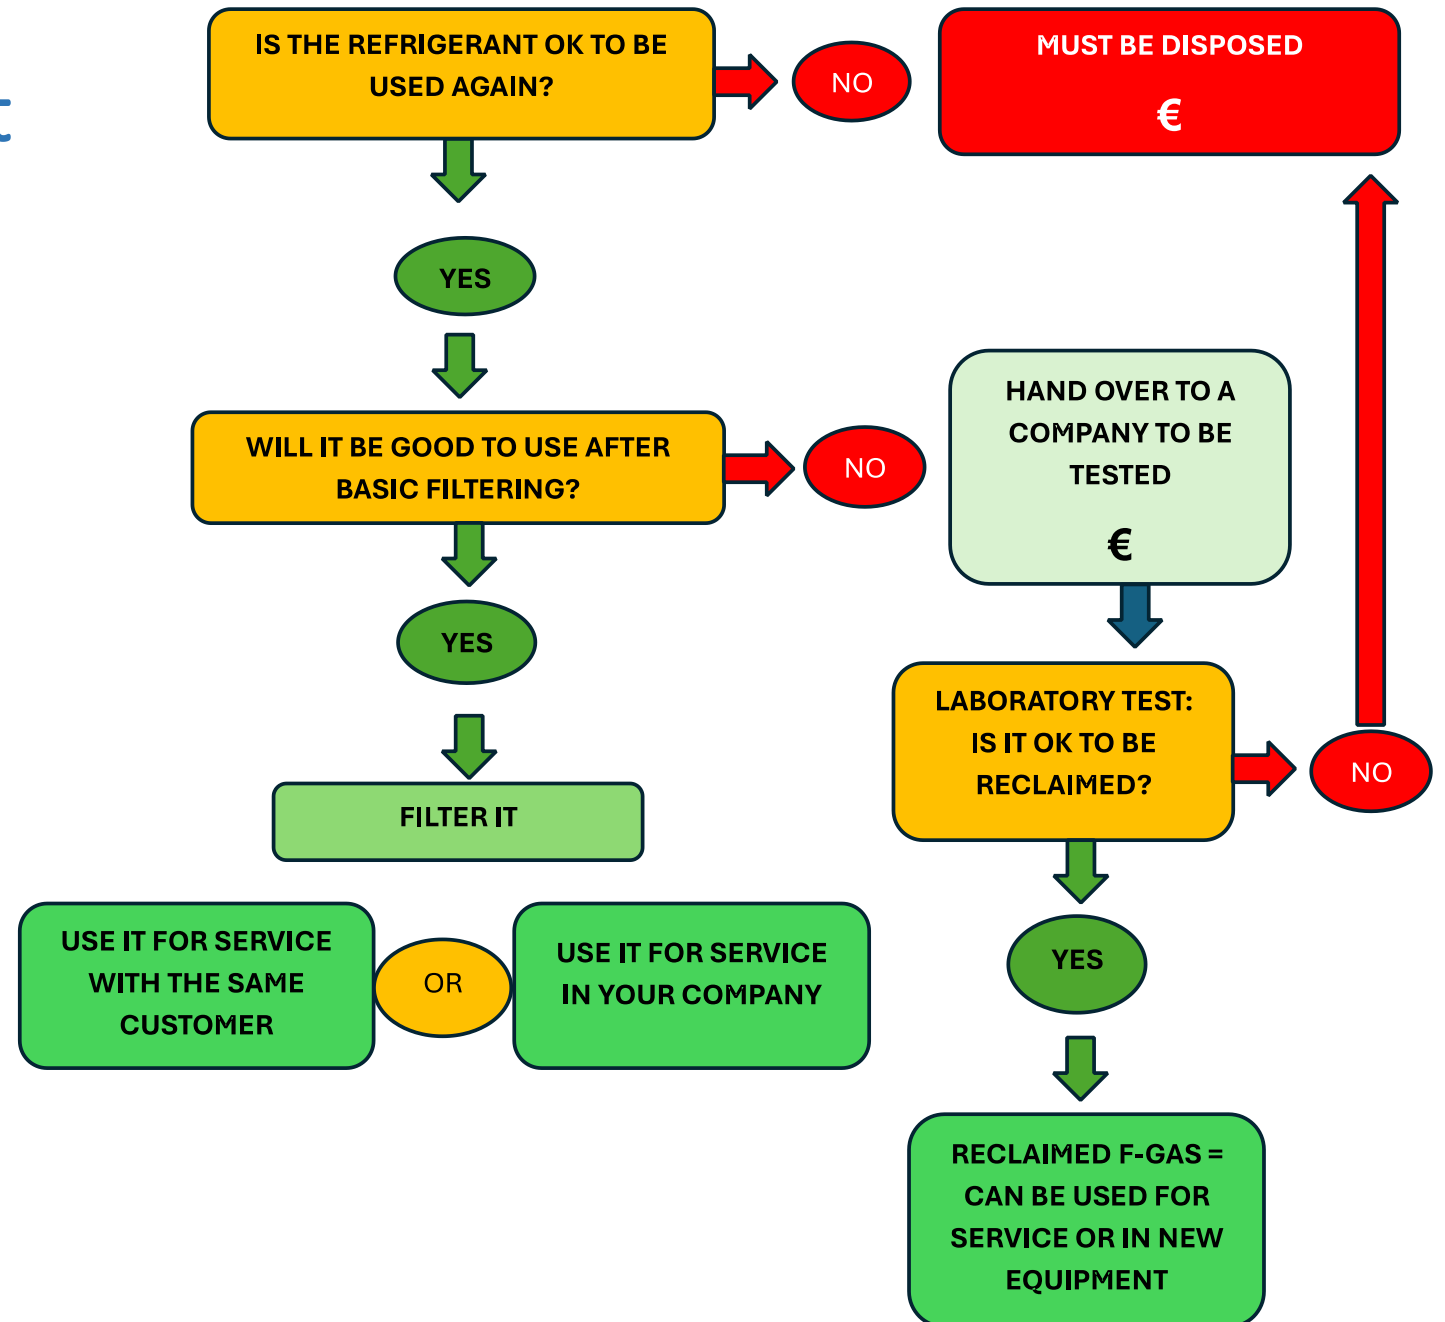 t
IS THE REFRIGERANT OK TO BE
USED AGAIN?
NO
MUST BE DISPOSED
€
YES
WILL IT BE GOOD TO USE AFTER
BASIC FILTERING?
NO
HAND OVER TO A
COMPANY TO BE
TESTED
€
YES
LABORATORY TEST:
IS IT OK TO BE
RECLAIMED?
NO
FILTER IT
USE IT FOR SERVICE
WITH THE SAME
CUSTOMER
OR
USE IT FOR SERVICE
IN YOUR COMPANY
YES
RECLAIMED F-GAS =
CAN BE USED FOR
SERVICE OR IN NEW
EQUIPMENT